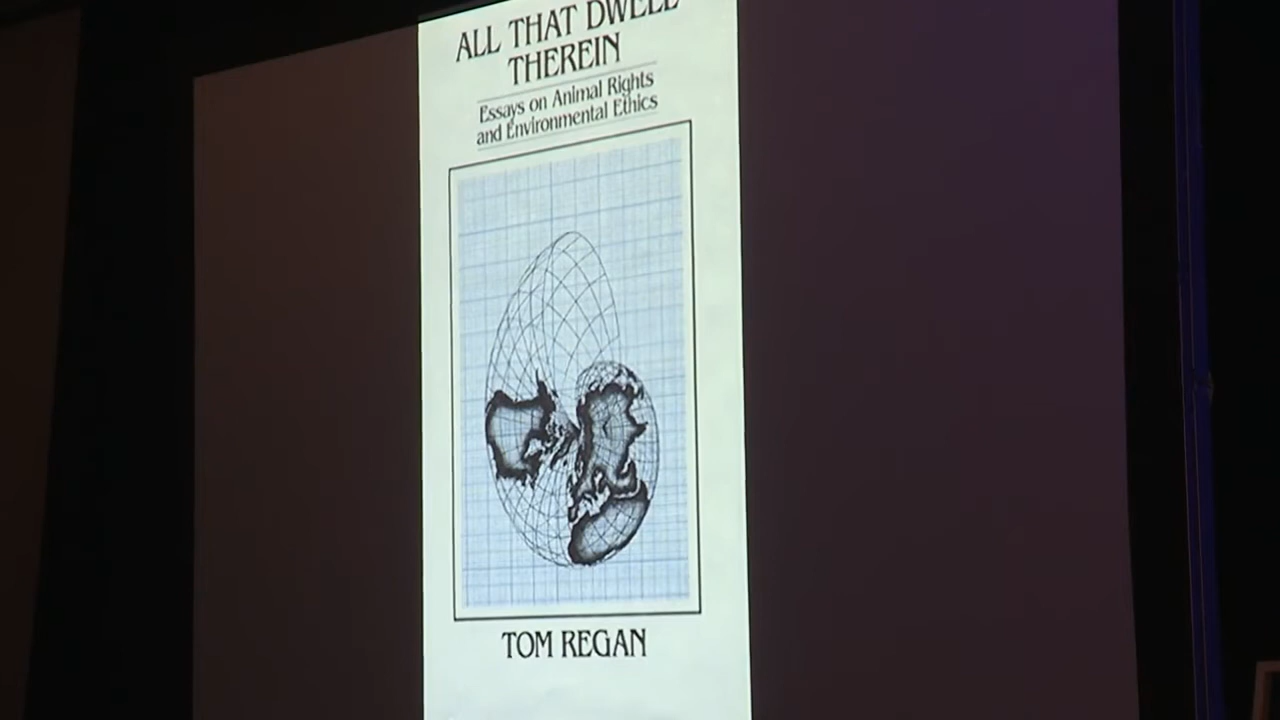 ALL THAT DWELL
THEREIN
Essays on Animal Rights
and Environmental Ethics
TOM REGAN